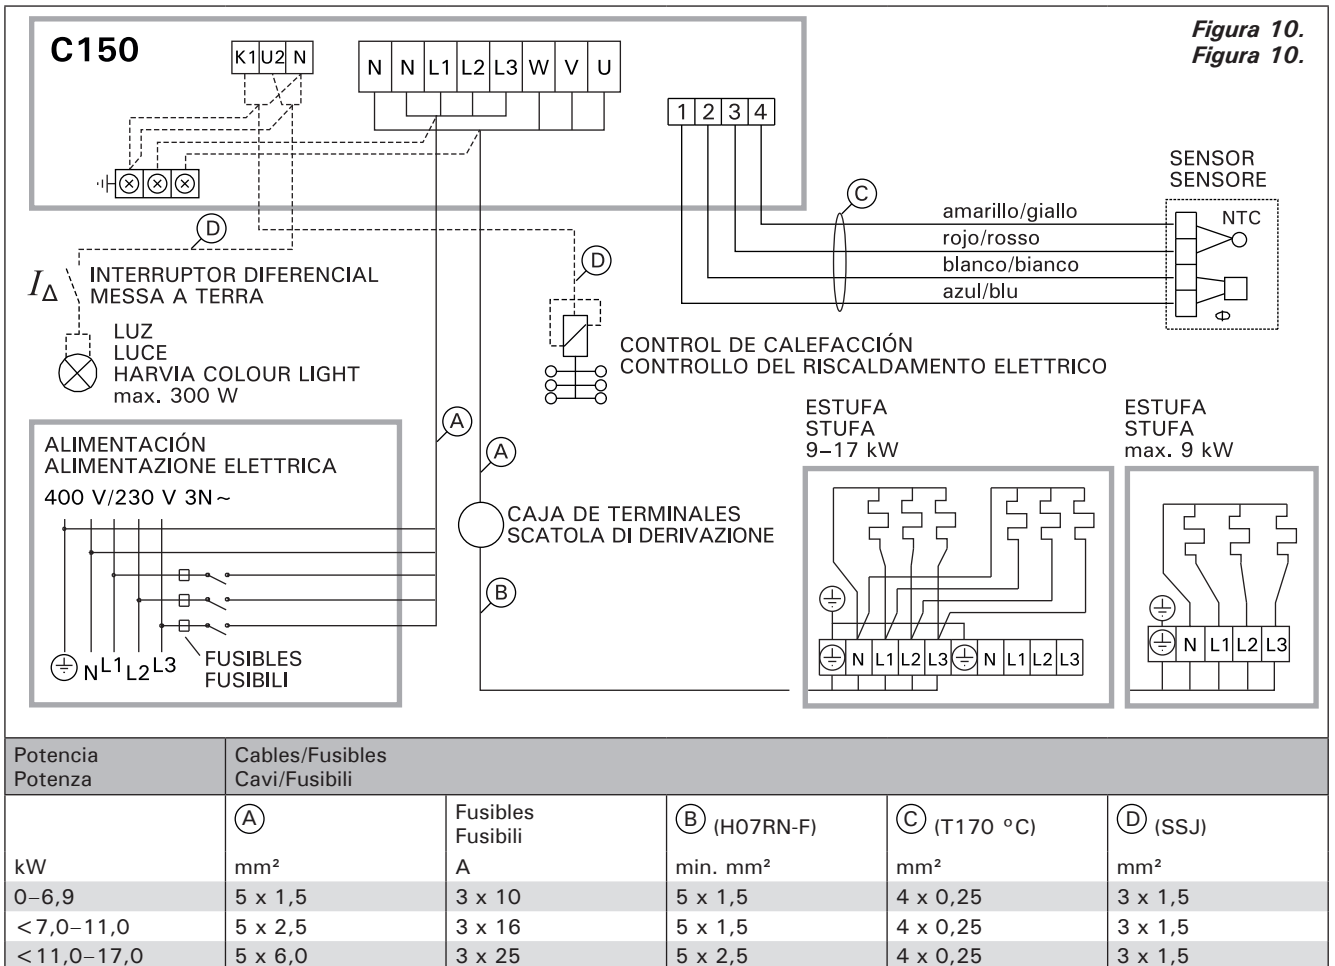 Figura 10.
Figura 10.
C150
K1 U2 N
N N L1 L2 L3 W V U
1 2 3 4
SENSOR
SENSORE
NTC
C
amarillo/giallo
rojo/rosso
blanco/bianco
azul/blu
Φ
D
D
I∆
INTERRUPTOR DIFERENCIAL
MESSA A TERRA
LUZ
LUCE
HARVIA COLOUR LIGHT
max. 300 W
CONTROL DE CALEFACCIÓN
CONTROLLO DEL RISCALDAMENTO ELETTRICO
A
A
ALIMENTACIÓN
ALIMENTAZIONE ELETTRICA
400 V/230 V 3N~
N L1 L2 L3
FUSIBLES
FUSIBILI
CAJA DE TERMINALES
SCATOLA DI DERIVAZIONE
B
ESTUFA
STUFA
9–17 kW
N L1 L2 L3 N L1 L2 L3
ESTUFA
STUFA
max. 9 kW
N L1 L2 L3
Potencia
Potenza
Cables/Fusibles
Cavi/Fusibili
A
Fusibles
Fusibili
B (H07RN-F)
C (T170 °C)
D (SSJ)
kW mm² A min. mm² mm² mm²
0–6,9 5 x 1,5 3 x 10 5 x 1,5 4 x 0,25 3 x 1,5
<7,0–11,0 5 x 2,5 3 x 16 5 x 1,5 4 x 0,25 3 x 1,5
<11,0–17,0 5 x 6,0 3 x 25 5 x 2,5 4 x 0,25 3 x 1,5